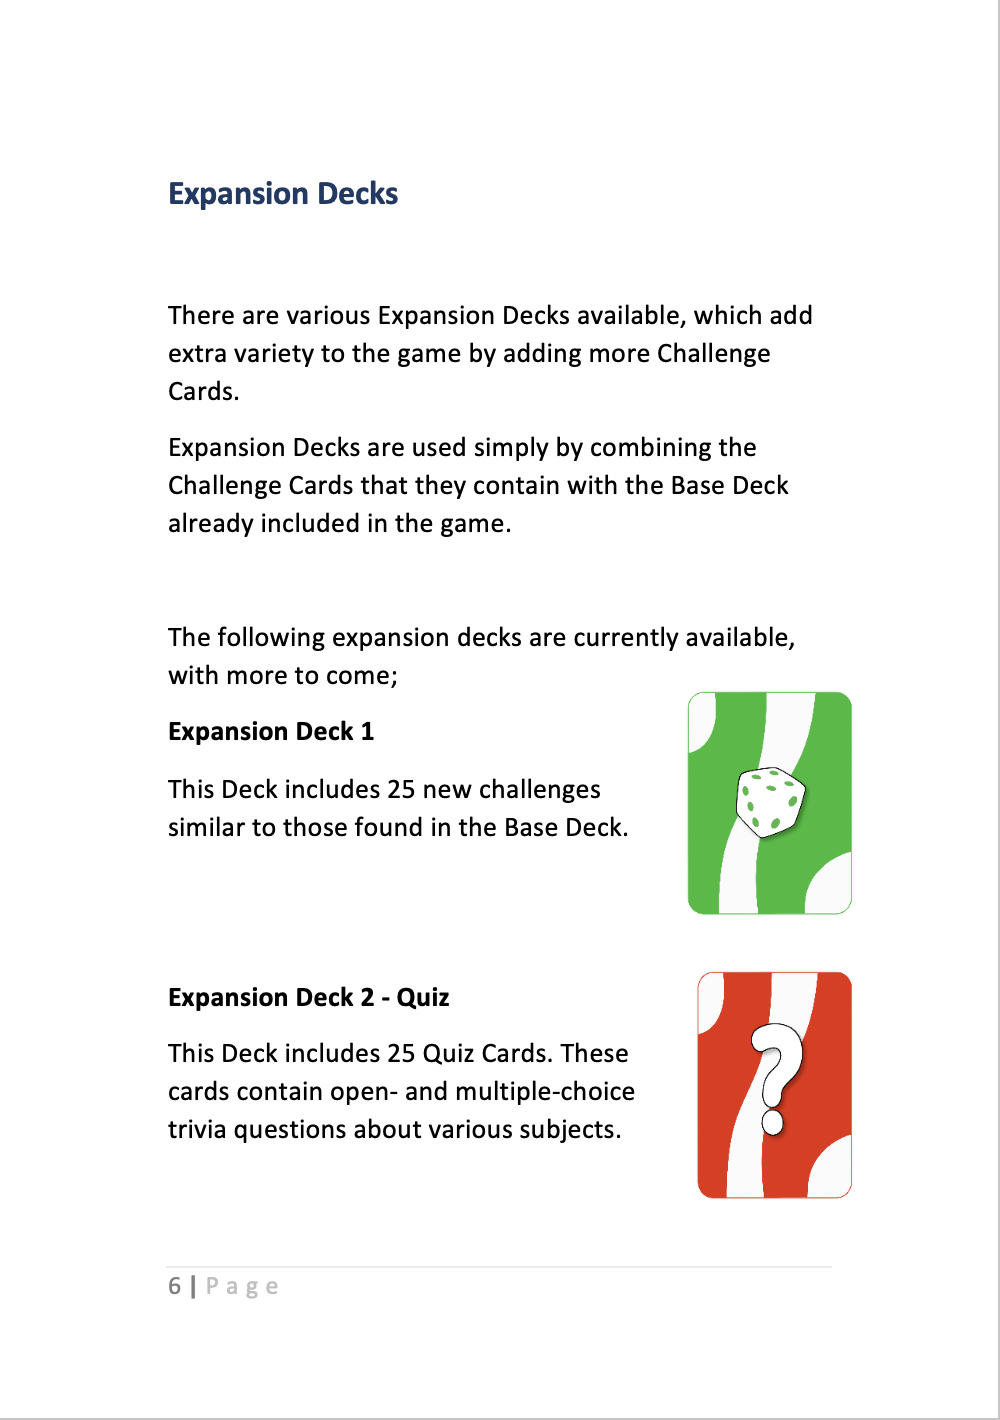 Expansion Decks
There are various Expansion Decks available, which add
extra variety to the game by adding more Challenge
Cards.
Expansion Decks are used simply by combining the
Challenge Cards that they contain with the Base Deck
already included in the game.
The following expansion decks are currently available,
with more to come;
Expansion Deck 1
This Deck includes 25 new challenges
similar to those found in the Base Deck.
Expansion Deck 2 - Quiz
This Deck includes 25 Quiz Cards. These
cards contain open- and multiple-choice
trivia questions about various subjects.
?
6 | Page